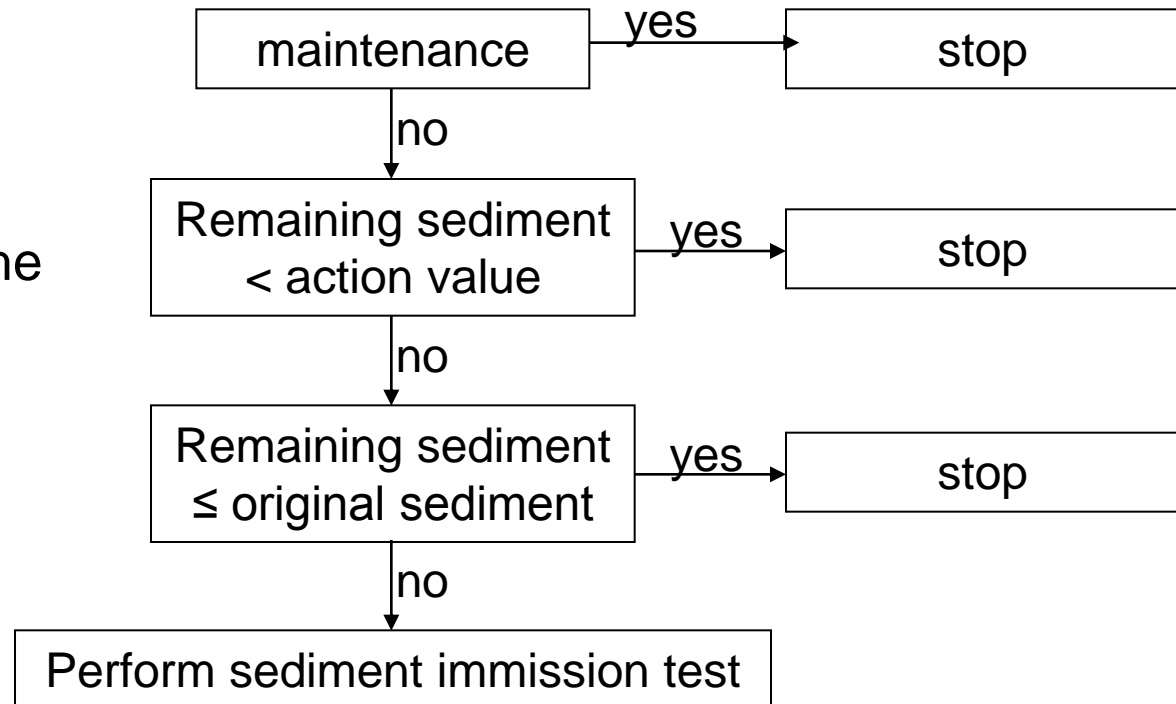 maintenance
yes
stop
no
Remaining sediment
< action value
yes
stop
no
Remaining sediment
≤ original sediment
yes
stop
no
Perform sediment immission test